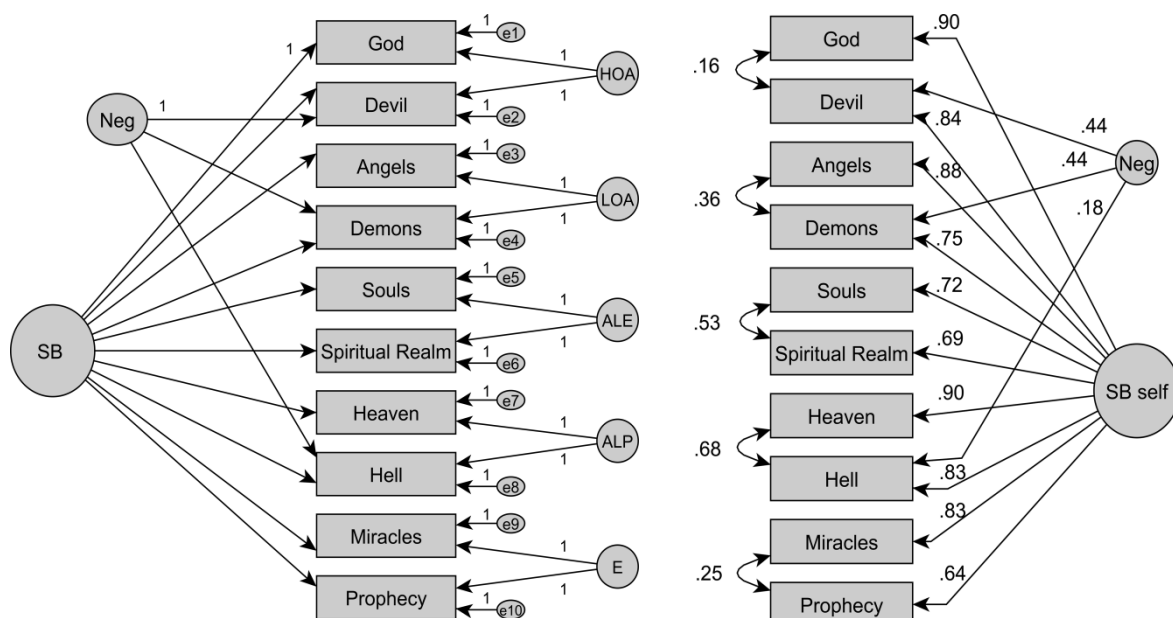 1
God
1
e1
1
HOA
1
Neg
1
Devil
1
e2
Angels
1
e3
1
LOA
1
Demons
1
e4
Souls
1
e5
1
ALE
1
SB
Spiritual Realm
1
e6
Heaven
1
e7
1
ALP
1
Hell
1
e8
Miracles
1
e9
1
E
1
Prophecy
1
e10
God
.90
.16
Devil
.84
.44
Neg
Angels
.88
.44
.36
.18
Demons
.75
Souls
.72
.53
Spiritual Realm
.69
SB self
Heaven
.90
.68
Hell
.83
Miracles
.83
.25
Prophecy
.64